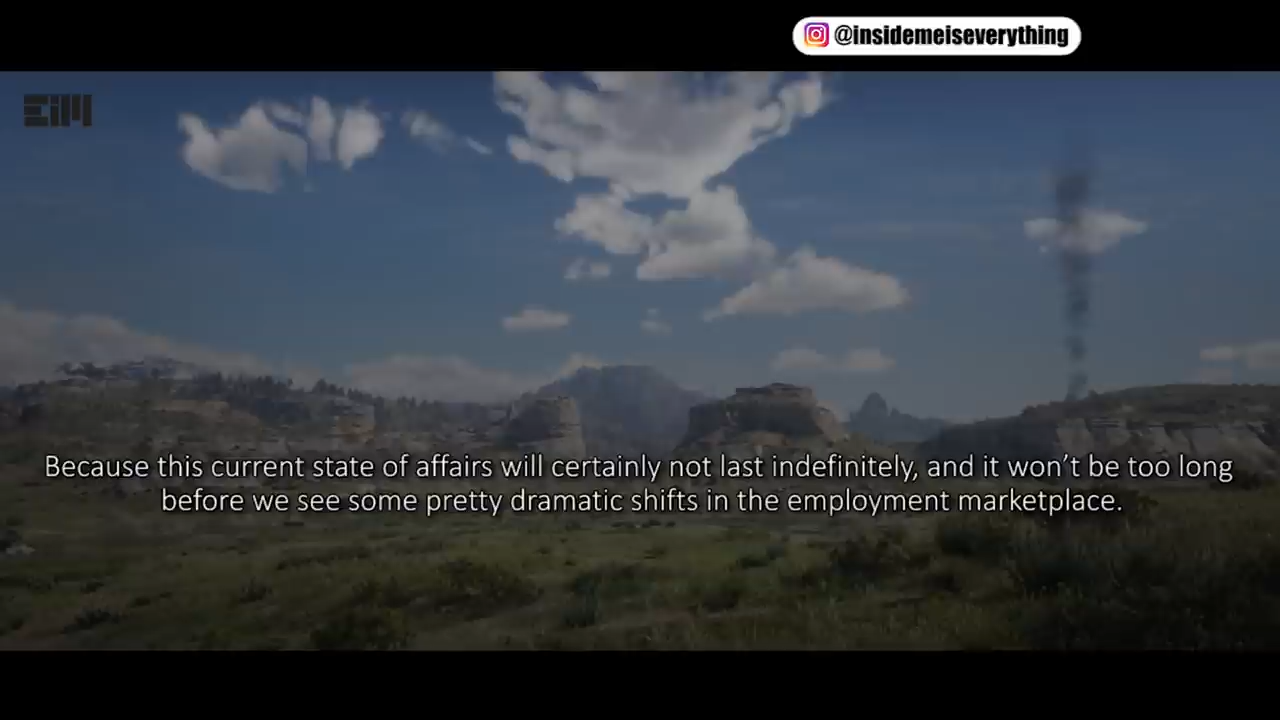 @insidemeiseverything
EiM
Because this current state of affairs will certainly not last indefinitely, and it won't be too long
before we see some pretty dramatic shifts in the employment marketplace.